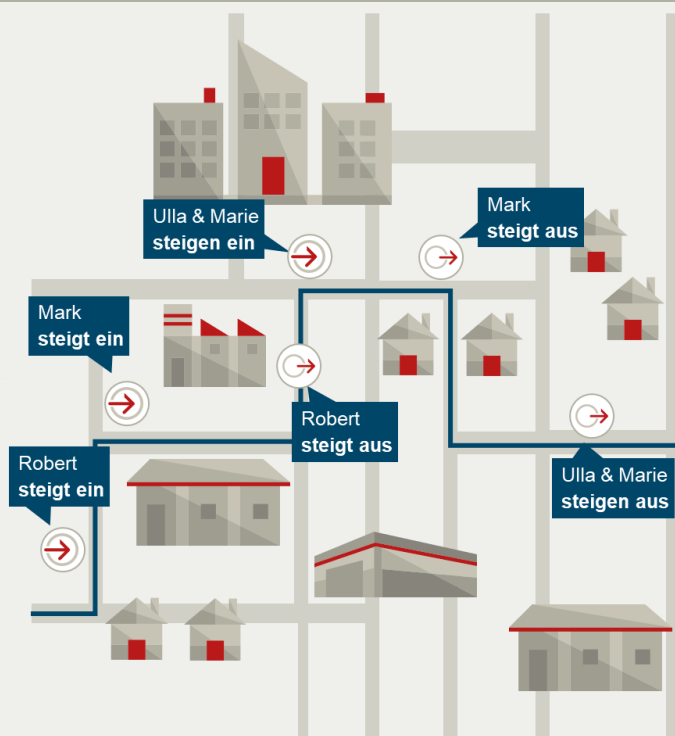 Ulla & Marie
steigen ein
Mark
steigt aus
Mark
steigt ein
Robert
steigt aus
Robert
steigt ein
Ulla & Marie
steigen aus